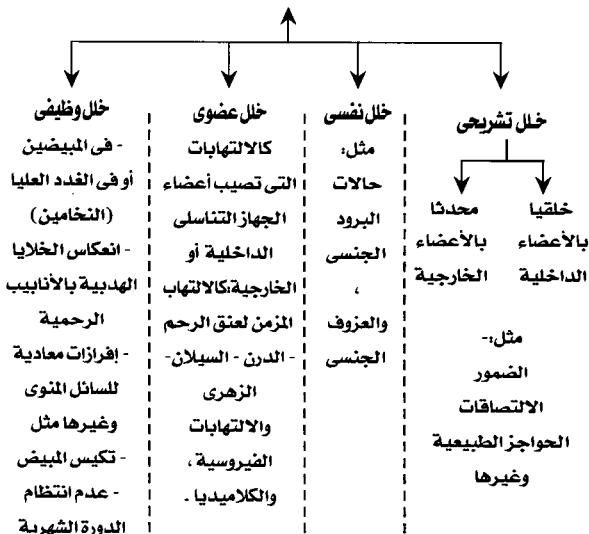 خلل تشريحى
خلقيا
بالأعضاء
الداخلية
محدثا
بالأعضاء
الخارجية
مثل:-
الضمور
الالتصاقات
الحواجز الطبيعية
وغيرها
خلل نفسى
مثل:
حالات
البرود
الجنسى
،
والعزوف
الجنسى
خلل عضوى
كالالتهابات
التى تصيب أعضاء
الجهاز التناسلى
الداخلية أو
الخارجية:كالالتهاب
المزمن لعنق الرحم
- الدرن - السيلان-
الزهرى
والالتهابات
الفيروسية ،
والكلاميديا .
خلل وظيفى
- فى المبيضين
أو فى الغدد العليا
(النخامين)
- انعكاس الخلايا
الهدبية بالأنابيب
الرحمية
- إفرازات معادية
للسائل المنوى
وغيرها مثل
- تكيس المبيض
- عدم انتظام
الدورة الشهرية